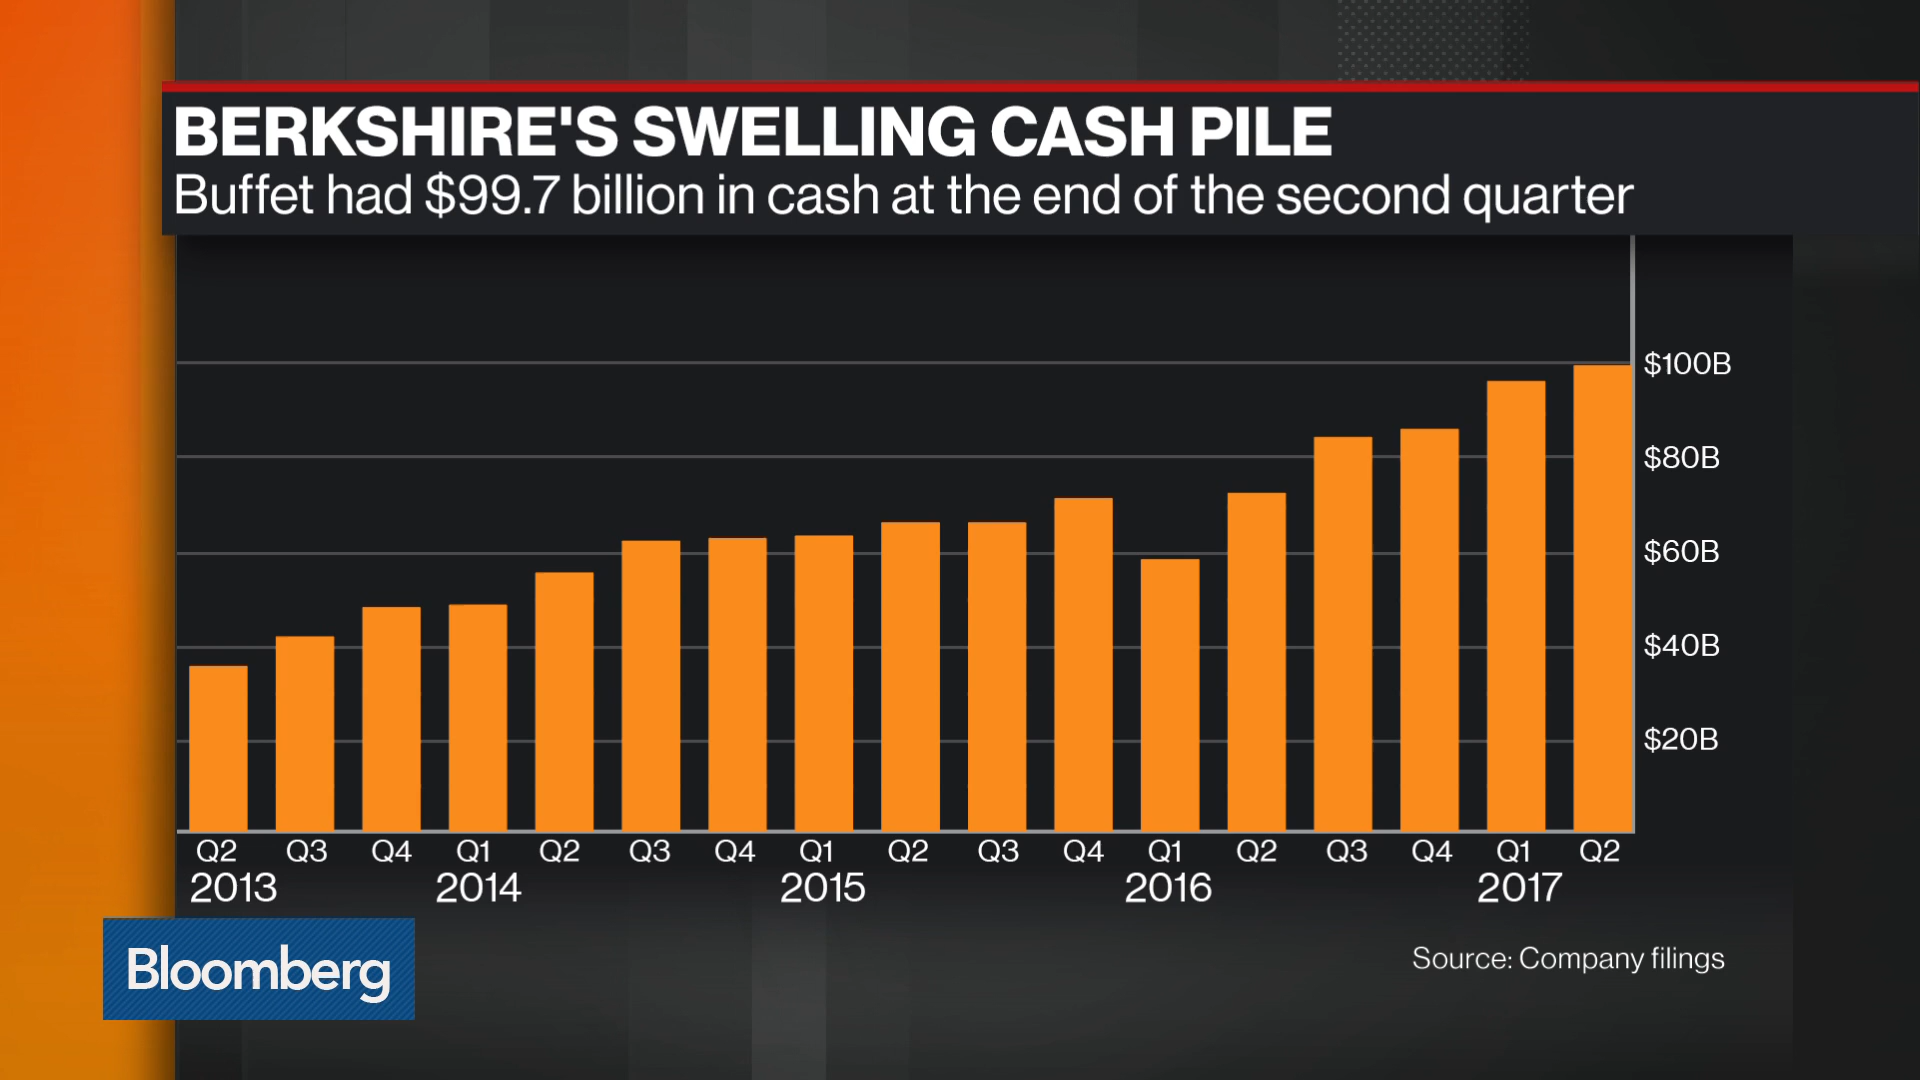 BERKSHIRE'S SWELLING CASH PILE
Buffet had $99.7 billion in cash at the end of the second quarter
$100B
$80B
$60B
$40B
$20B
Q2 Q3 Q4 Q1 Q2 Q3 Q4 Q1 Q2 Q3 Q4 Q1 Q2 Q3 Q4 Q1 Q2
2013 2014 2015 2016 2017
Bloomberg
Source: Company filings